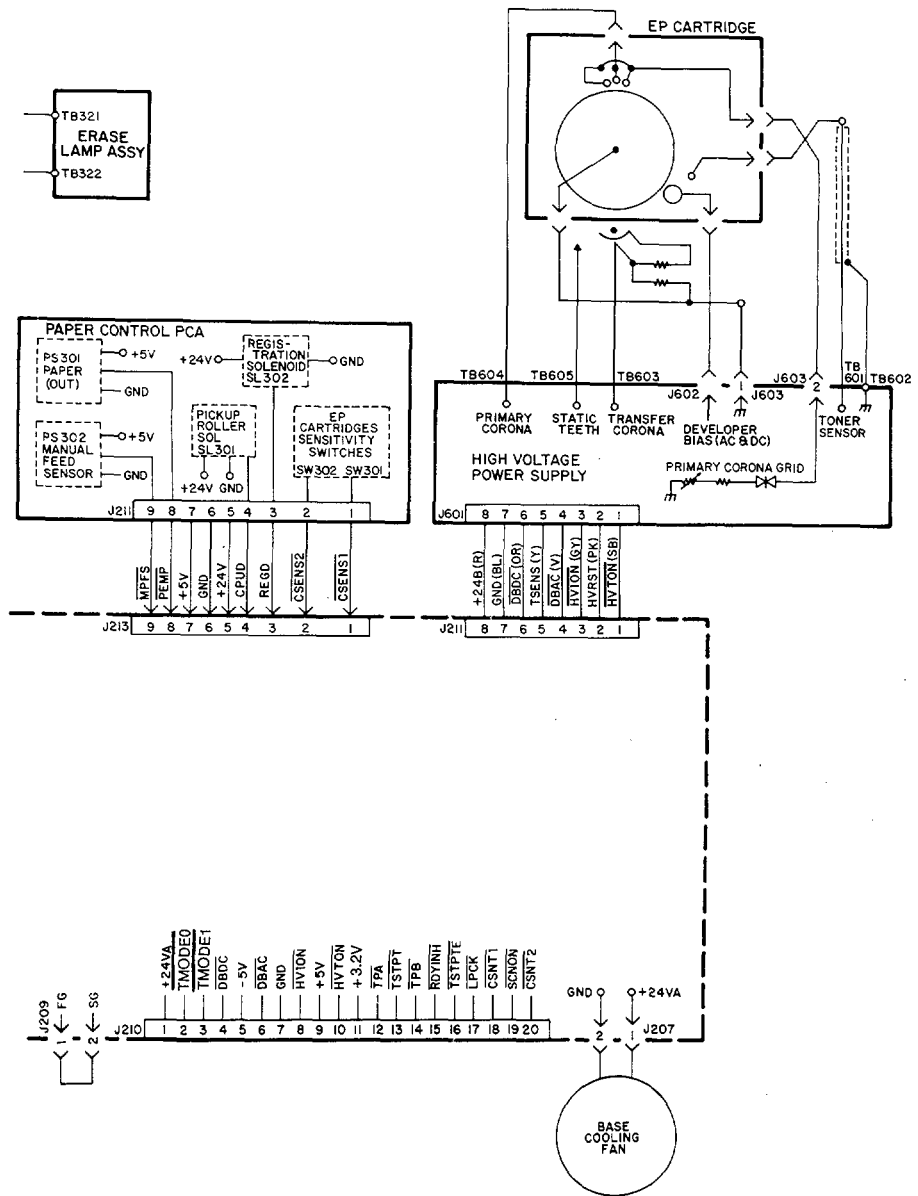 EP CARTRIDGE
TB321
ERASE
LAMP ASSY
TB322
PAPER CONTROL PCA
PS301
PAPER
(OUT)
+5V
GND
+24V
REGIS-
TRATION
SOLENOID
SL302
GND
PS302
MANUAL
FEED
SENSOR
+5V
GND
PICKUP
ROLLER
SOL
SL301
+24V GND
EP
CARTRIDGES
SENSITIVITY
SWITCHES
SW302 SW301
J211
9 8 7 6 5 4 3 2 1
MPFS
PEMP
+5V
GND
+24V
CPUD
REGD
CSENS2
CSENS1
J213
9 8 7 6 5 4 3 2 1
TB604
TB605
TB603
J602
1
J603
J603
2
TB
601
TB602
PRIMARY
CORONA
STATIC
TEETH
TRANSFER
CORONA
DEVELOPER
BIAS (AC & DC)
TONER
SENSOR
HIGH VOLTAGE
POWER SUPPLY
PRIMARY CORONA GRID
J601
8 7 6 5 4 3 2 1
+24B (R)
GND (BL)
DBDC (OR)
TSENS (Y)
DBAC (V)
HV1ON (GY)
HVRST (PK)
HVTON (SB)
J211
8 7 6 5 4 3 2 1
J209
FG
SG
1 2
+24VA
TMODE0
TMODE1
DBDC
-5V
DBAC
GND
HV1ON
+5V
HVTON
+3.2V
TPA
TSTPT
TPB
RDYINH
TSTPTE
LPCK
CSNT1
SCNON
CSNT2
J210
1 2 3 4 5 6 7 8 9 10 11 12 13 14 15 16 17 18 19 20
GND
+24VA
2 1
J207
BASE
COOLING
FAN